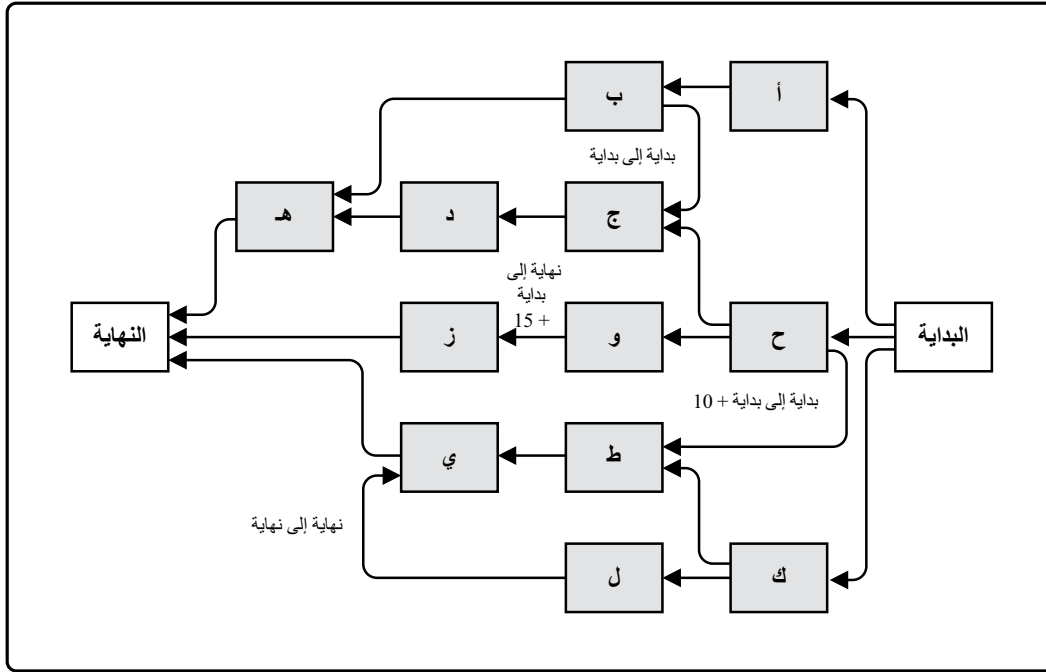 أ
ب
بداية إلى بداية
ج
د
هـ
نهاية إلى
بداية
15 +
البداية
ح
و
ز
النهاية
بداية إلى بداية + 10
ط
ي
نهاية إلى نهاية
ك
ل